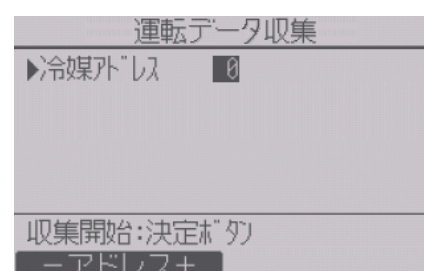 運転データ収集
▶冷媒アドレス 0
収集開始:決定ボタン
－アドレス＋